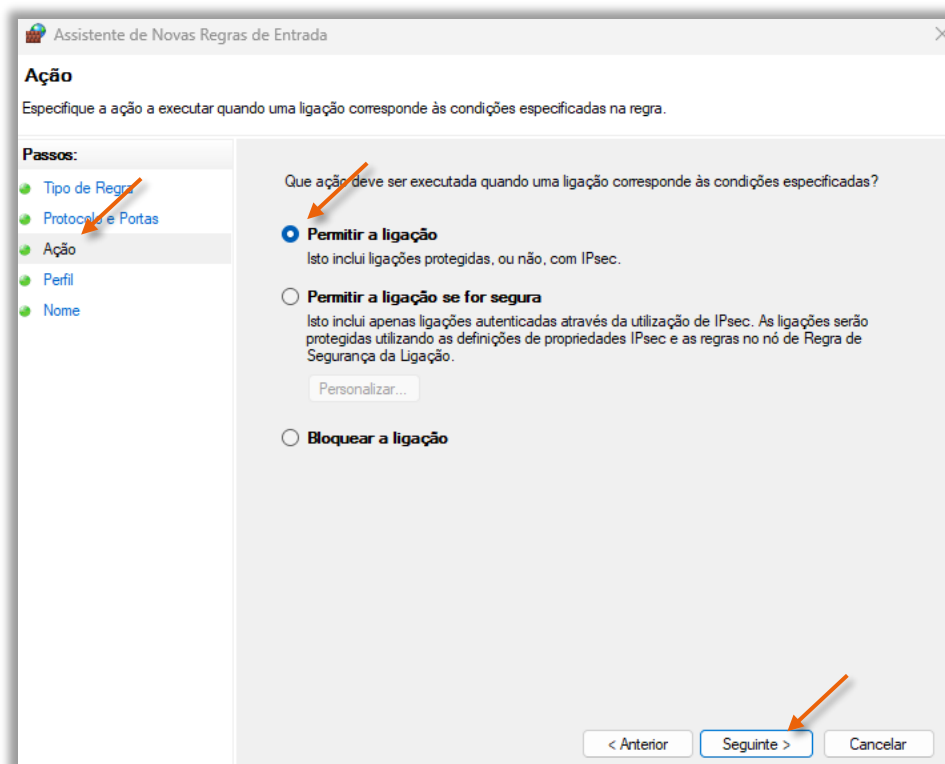 Assistente de Novas Regras de Entrada
Ação
Especifique a ação a executar quando uma ligação corresponde às condições especificadas na regra.
Passos:
Tipo de Regra
Protocolo e Portas
Ação
Perfil
Nome
Que ação deve ser executada quando uma ligação corresponde às condições especificadas?
Permitir a ligação
Isto inclui ligações protegidas, ou não, com IPsec.
Permitir a ligação se for segura
Isto inclui apenas ligações autenticadas através da utilização de IPsec. As ligações serão
protegidas utilizando as definições de propriedades IPsec e as regras no nó de Regra de
Segurança da Ligação.
Personalizar...
Bloquear a ligação
< Anterior
Seguinte >
Cancelar